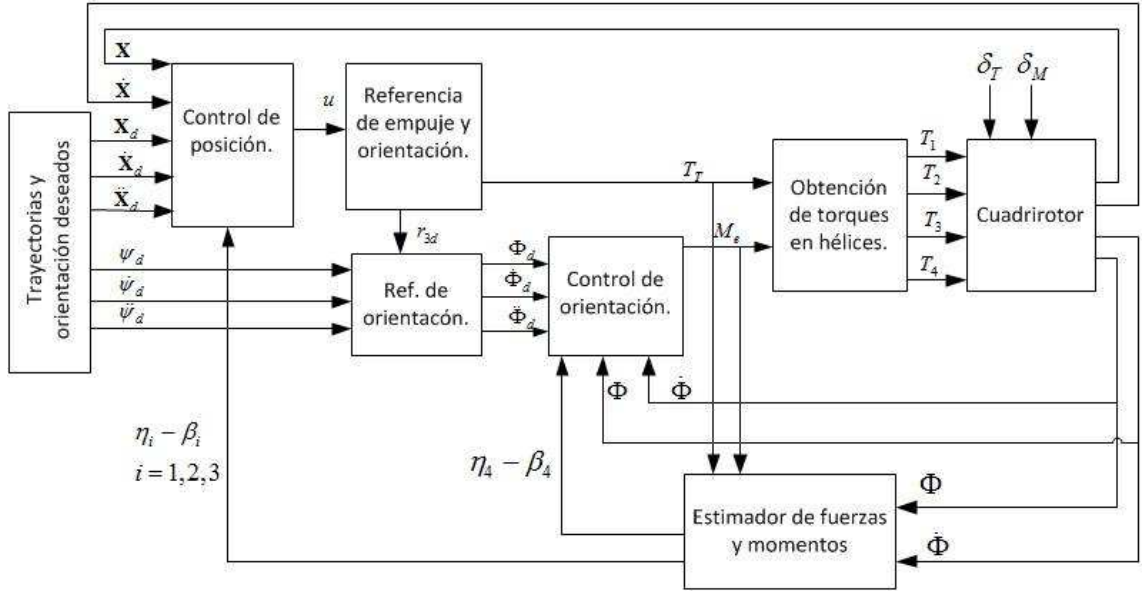 X
Ẋ
X_d
Ẋ_d
Ẍ_d
Trayectorias y
orientación deseados
ψ_d
ψ̇_d
ψ̈_d
Control de
posición.
u
Referencia
de empuje y
orientación.
r_3d
Ref. de
orientacón.
Φ_d
Φ̇_d
Φ̈_d
Control de
orientación.
T_T
M_e
Obtención
de torques
en hélices.
T_1
T_2
T_3
T_4
δ_T
δ_M
Cuadrirotor
Φ
Φ̇
η_i − β_i
i = 1,2,3
η_4 − β_4
Estimador de fuerzas
y momentos
Φ
Φ̇